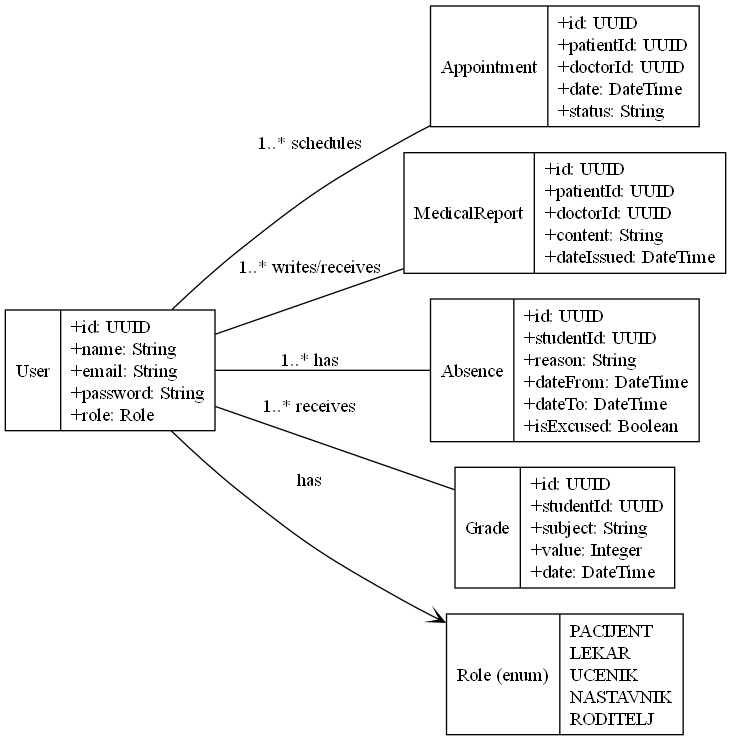 Appointment
+id: UUID
+patientId: UUID
+doctorId: UUID
+date: DateTime
+status: String
1..* schedules
MedicalReport
+id: UUID
+patientId: UUID
+doctorId: UUID
+content: String
+dateIssued: DateTime
1..* writes/receives
User
+id: UUID
+name: String
+email: String
+password: String
+role: Role
1..* has
Absence
+id: UUID
+studentId: UUID
+reason: String
+dateFrom: DateTime
+dateTo: DateTime
+isExcused: Boolean
1..* receives
Grade
+id: UUID
+studentId: UUID
+subject: String
+value: Integer
+date: DateTime
has
Role (enum)
PACIJENT
LEKAR
UCENIK
NASTAVNIK
RODITELJ